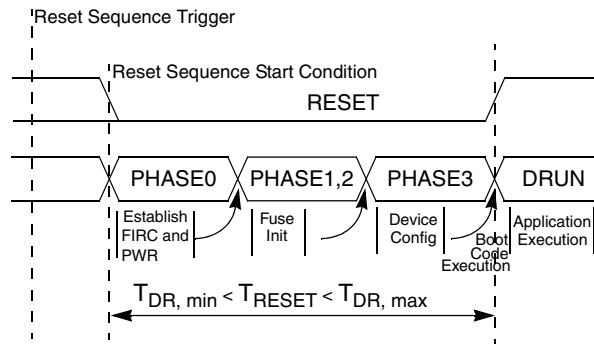 Reset Sequence Trigger
Reset Sequence Start Condition
RESET
PHASE0
PHASE1,2
PHASE3
DRUN
Establish
FIRC and
PWR
Fuse
Init
Device
Config
Boot
Code
Execution
Application
Execution
TDR, min < TRESET < TDR, max